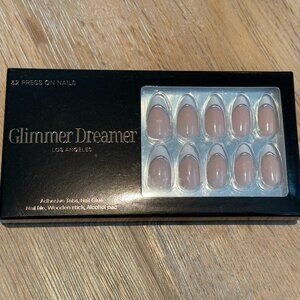 32 PRESS ON NAILS
Glimmer Dreamer
LOS ANGELES
Adhesive Tabs, Nail Glue
Nail file, Wooden stick, Alcohol pad